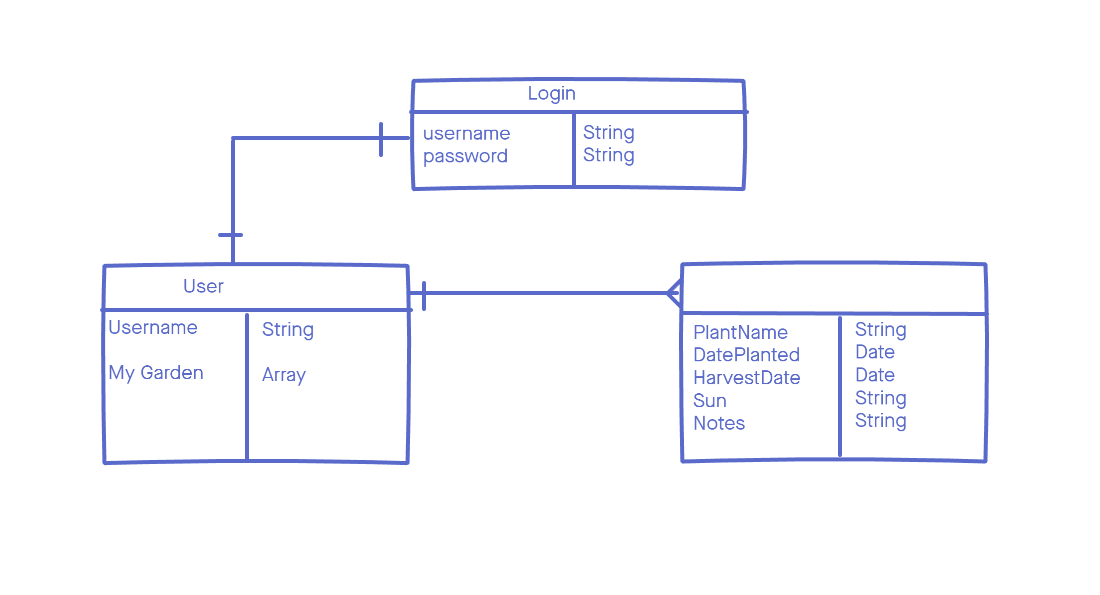 Login
username String
password String
User
Username String
My Garden Array
PlantName String
DatePlanted Date
HarvestDate Date
Sun String
Notes String